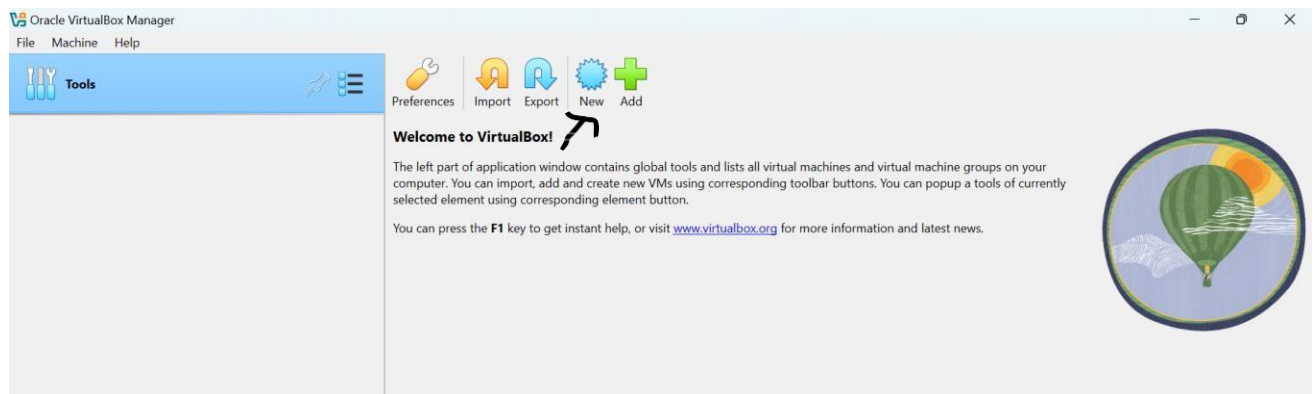 Oracle VirtualBox Manager
File Machine Help
Tools
Preferences Import Export New Add
Welcome to VirtualBox!
The left part of application window contains global tools and lists all virtual machines and virtual machine groups on your
computer. You can import, add and create new VMs using corresponding toolbar buttons. You can popup a tools of currently
selected element using corresponding element button.
You can press the F1 key to get instant help, or visit www.virtualbox.org for more information and latest news.